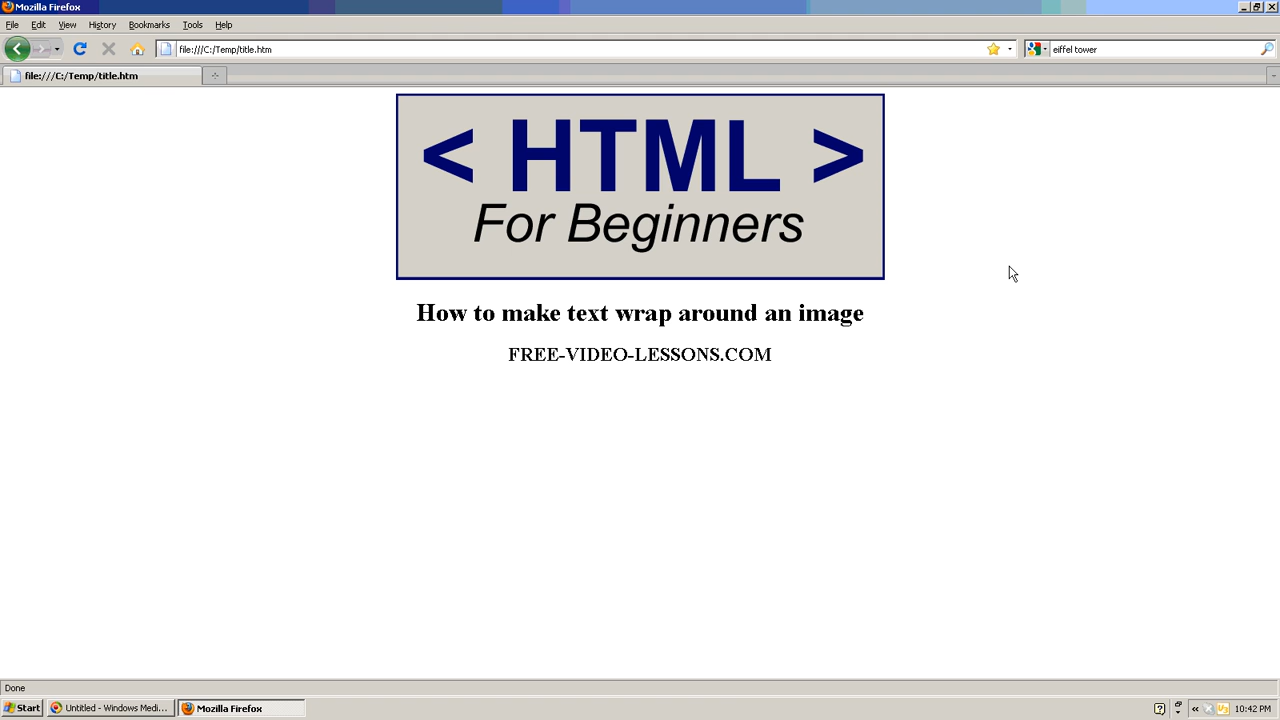 Mozilla Firefox
File Edit View History Bookmarks Tools Help
file:///C:/Temp/title.htm
eiffel tower
file:///C:/Temp/title.htm
< HTML >
For Beginners
How to make text wrap around an image
FREE-VIDEO-LESSONS.COM
Done
Start Untitled - Windows Medi... Mozilla Firefox « 10:42 PM